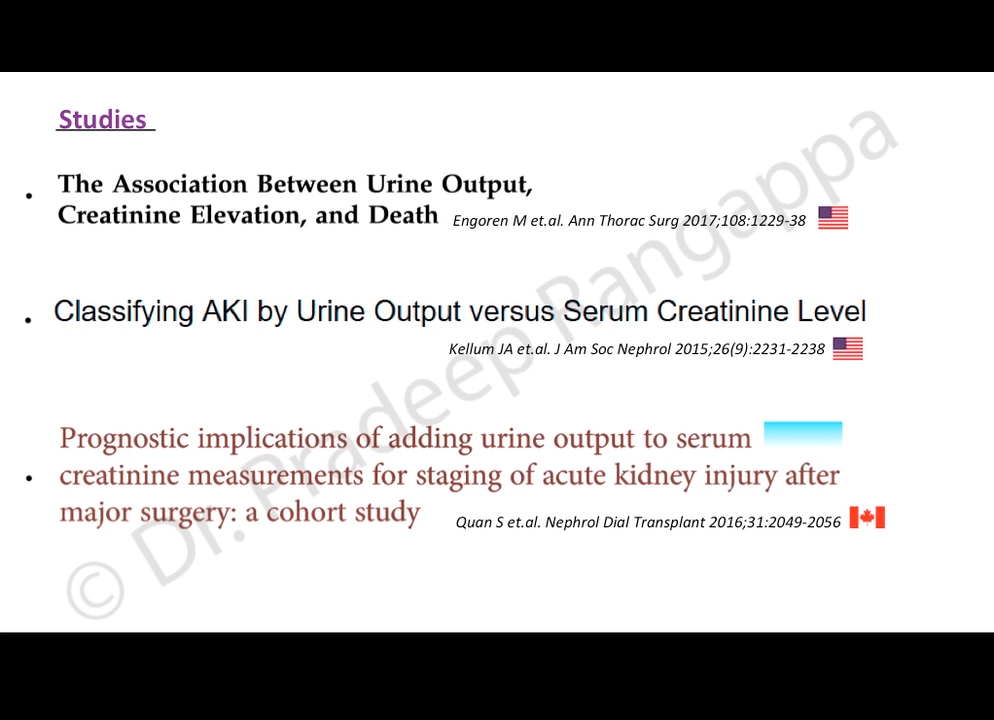 Studies
• The Association Between Urine Output,
Creatinine Elevation, and Death Engoren M et.al. Ann Thorac Surg 2017;108:1229-38
• Classifying AKI by Urine Output versus Serum Creatinine Level
Kellum JA et.al. J Am Soc Nephrol 2015;26(9):2231-2238
Prognostic implications of adding urine output to serum
• creatinine measurements for staging of acute kidney injury after
major surgery: a cohort study Quan S et.al. Nephrol Dial Transplant 2016;31:2049-2056
© Dr. Pradeep Rangappa